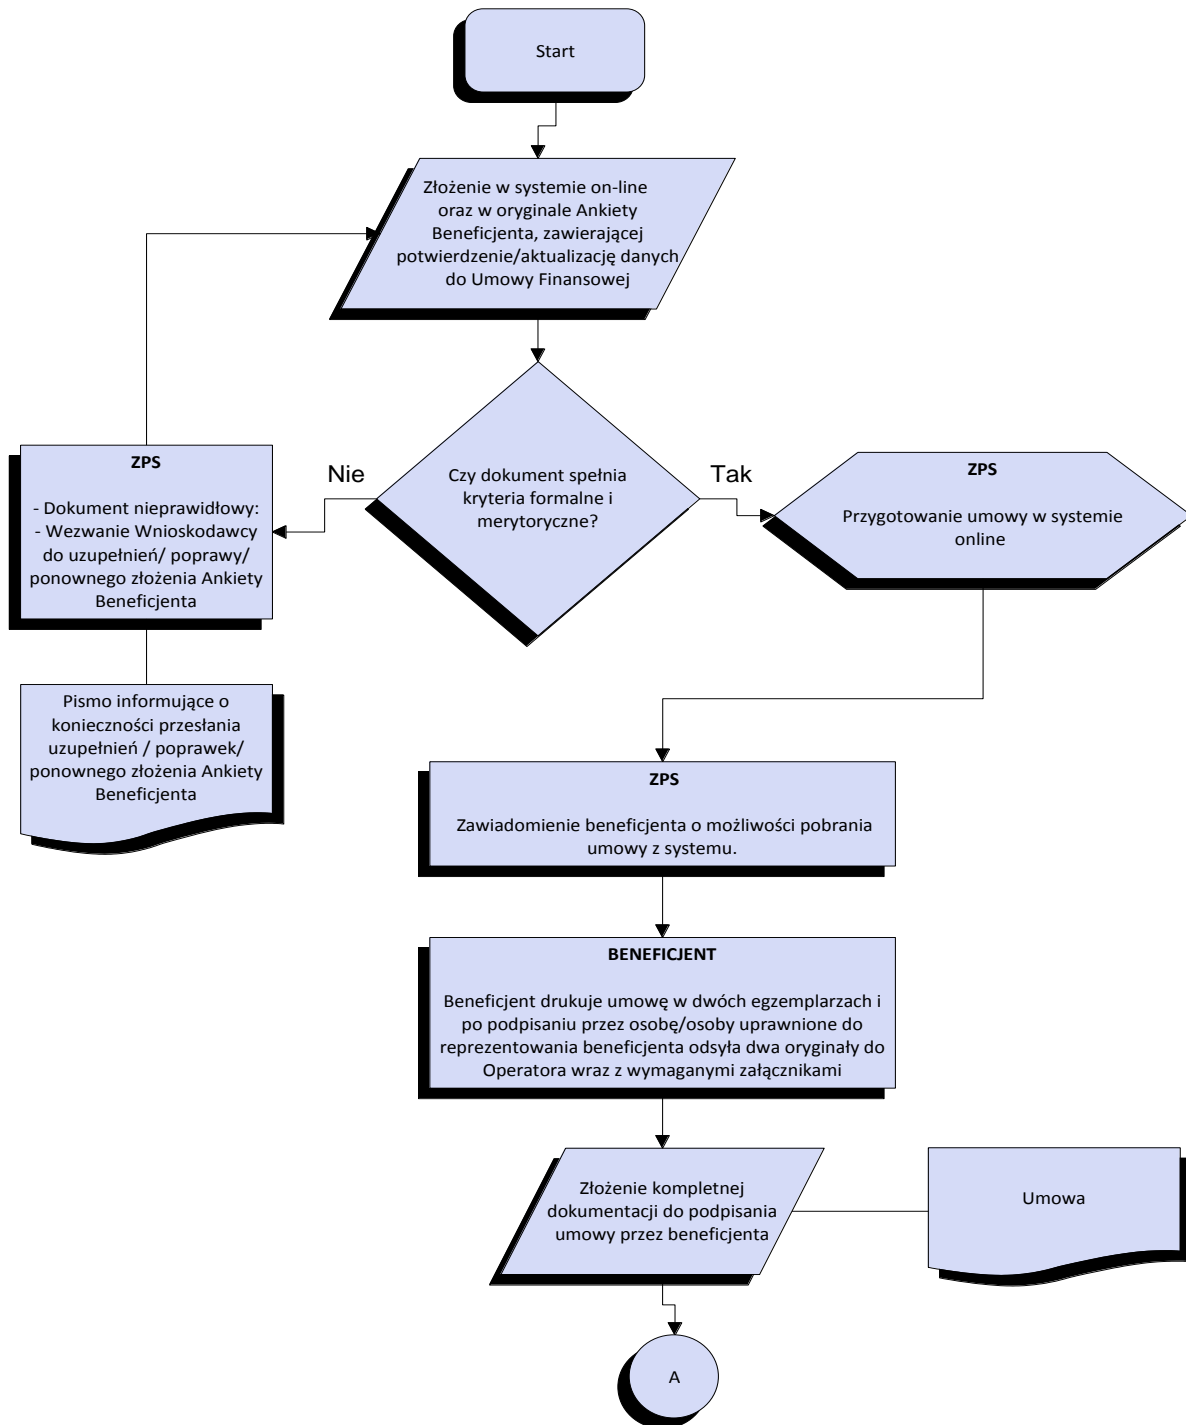 Start
Złożenie w systemie on-line
oraz w oryginale Ankiety
Beneficjenta, zawierającej
potwierdzenie/aktualizację danych
do Umowy Finansowej
Czy dokument spełnia
kryteria formalne i
merytoryczne?
Nie
Tak
ZPS
- Dokument nieprawidłowy:
- Wezwanie Wnioskodawcy
do uzupełnień/ poprawy/
ponownego złożenia Ankiety
Beneficjenta
ZPS
Przygotowanie umowy w systemie
online
Pismo informujące o
konieczności przesłania
uzupełnień / poprawek/
ponownego złożenia Ankiety
Beneficjenta
ZPS
Zawiadomienie beneficjenta o możliwości pobrania
umowy z systemu.
BENEFICJENT
Beneficjent drukuje umowę w dwóch egzemplarzach i
po podpisaniu przez osobę/osoby uprawnione do
reprezentowania beneficjenta odsyła dwa oryginały do
Operatora wraz z wymaganymi załącznikami
Złożenie kompletnej
dokumentacji do podpisania
umowy przez beneficjenta
Umowa
A